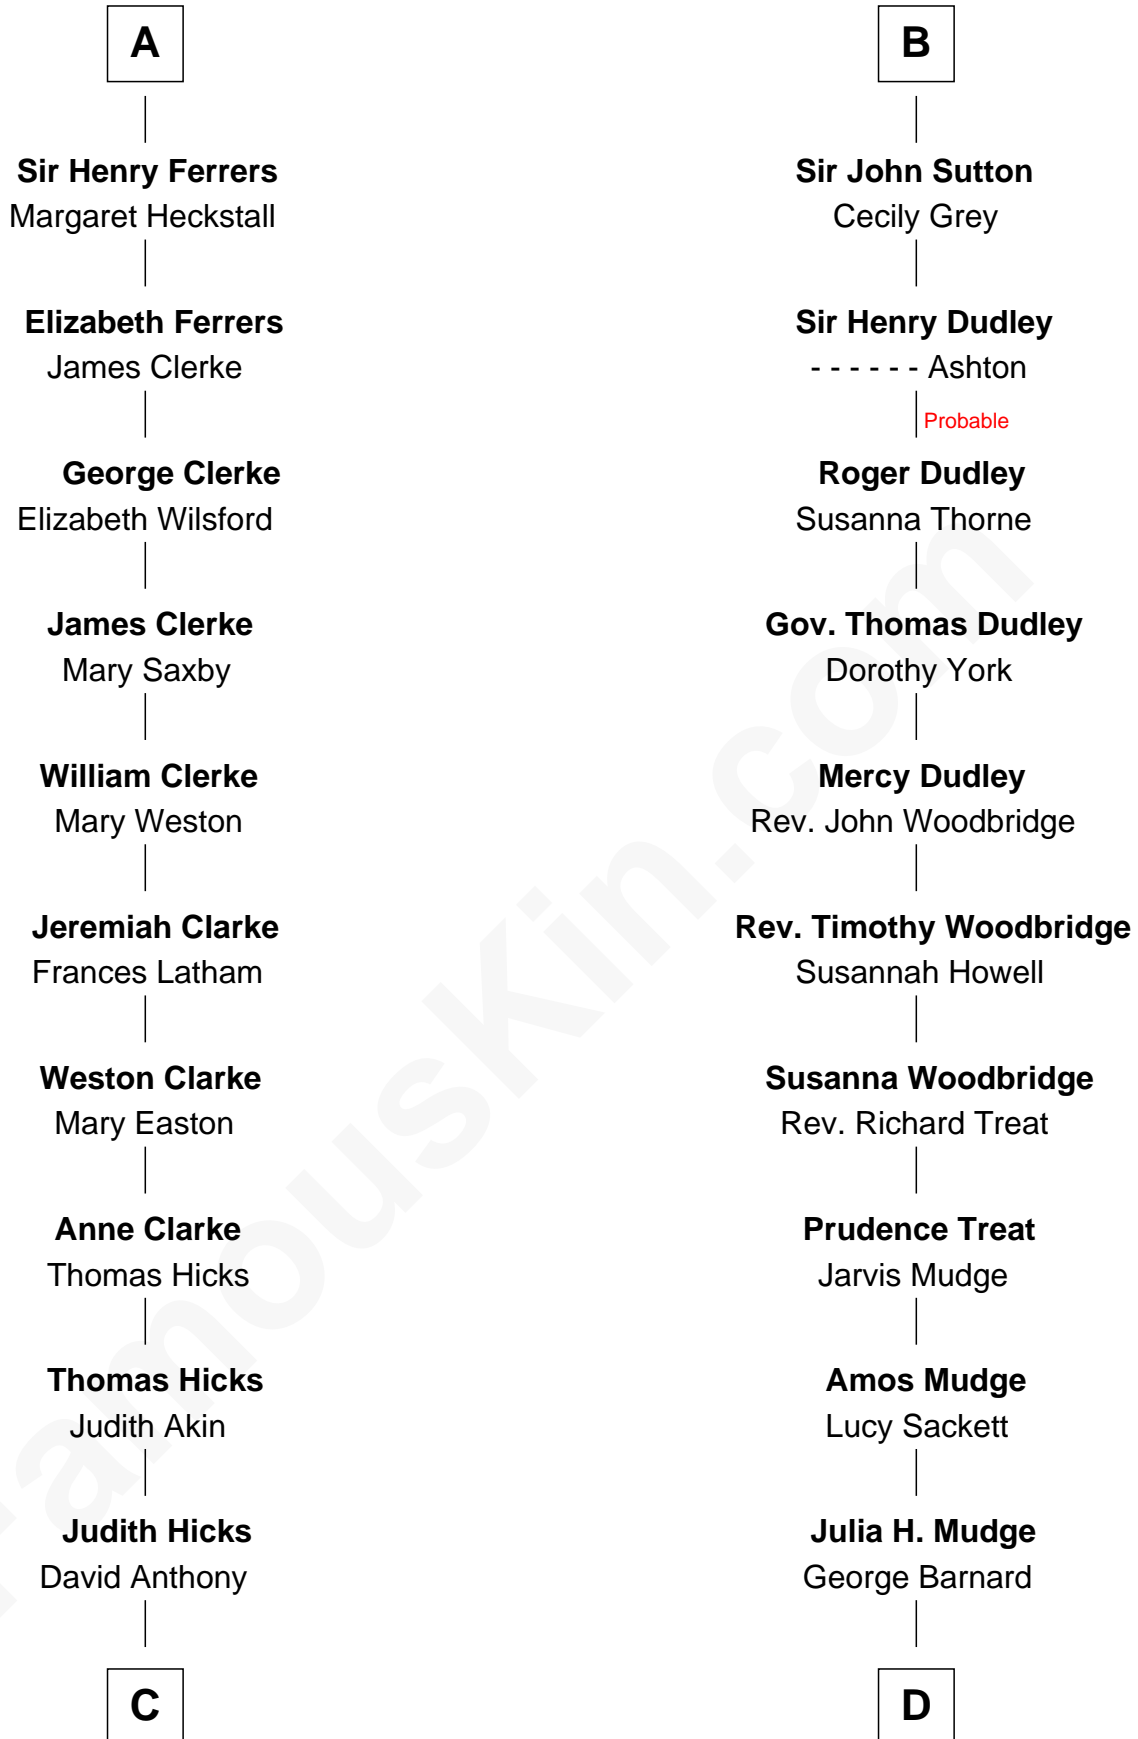 A
Sir Henry Ferrers
Margaret Heckstall
Elizabeth Ferrers
James Clerke
George Clerke
Elizabeth Wilsford
James Clerke
Mary Saxby
William Clerke
Mary Weston
Jeremiah Clarke
Frances Latham
Weston Clarke
Mary Easton
Anne Clarke
Thomas Hicks
Thomas Hicks
Judith Akin
Judith Hicks
David Anthony
C
B
Sir John Sutton
Cecily Grey
Sir Henry Dudley
- - - - - - Ashton
Probable
Roger Dudley
Susanna Thorne
Gov. Thomas Dudley
Dorothy York
Mercy Dudley
Rev. John Woodbridge
Rev. Timothy Woodbridge
Susannah Howell
Susanna Woodbridge
Rev. Richard Treat
Prudence Treat
Jarvis Mudge
Amos Mudge
Lucy Sackett
Julia H. Mudge
George Barnard
D
FamousKin.com